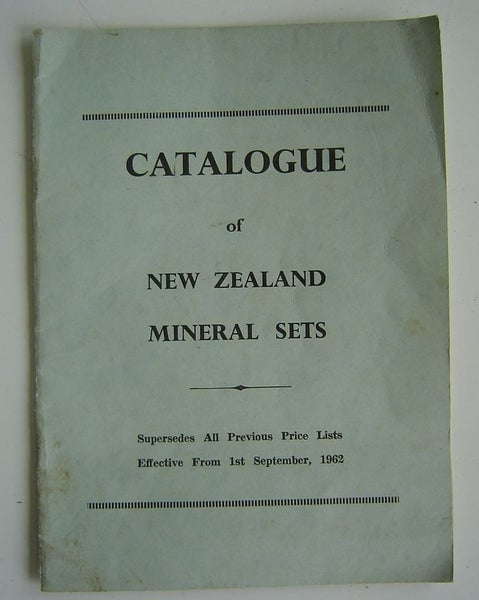 CATALOGUE
of
NEW ZEALAND
MINERAL SETS
Supersedes All Previous Price Lists
Effective From 1st September, 1962